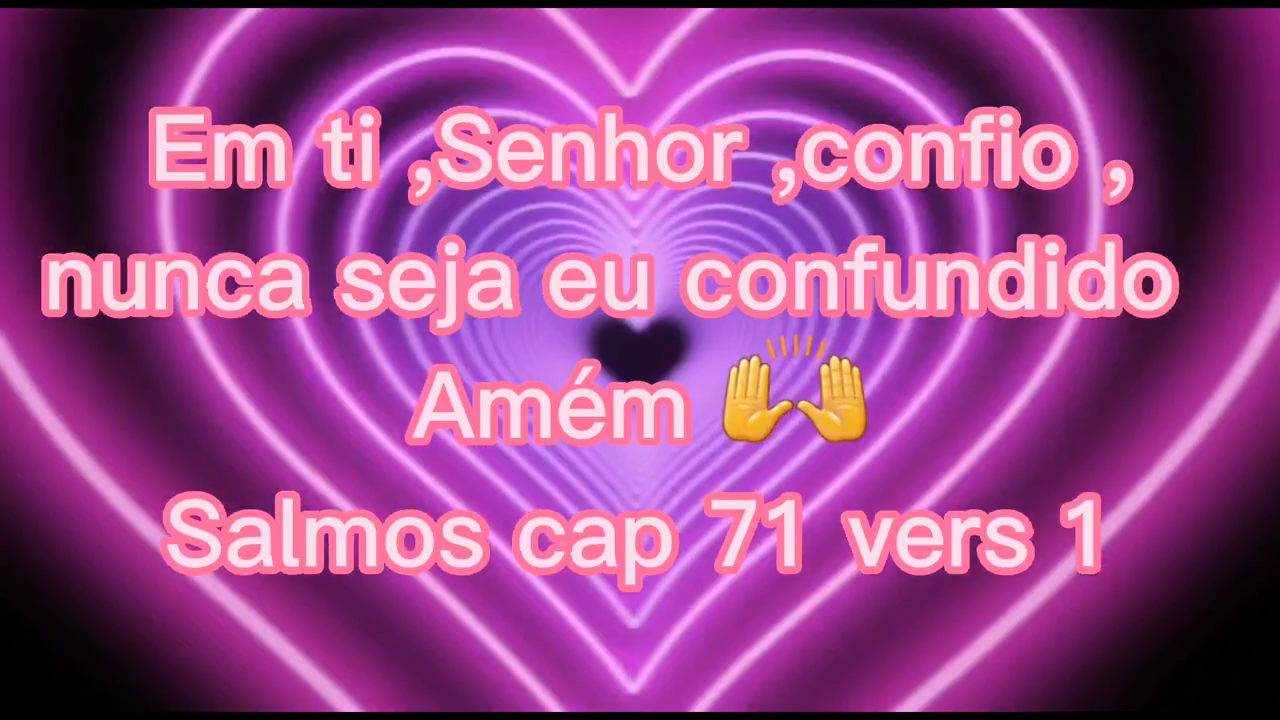 Em ti ,Senhor ,confio ,
nunca seja eu confundido
Amém 🙌
Salmos cap 71 vers 1